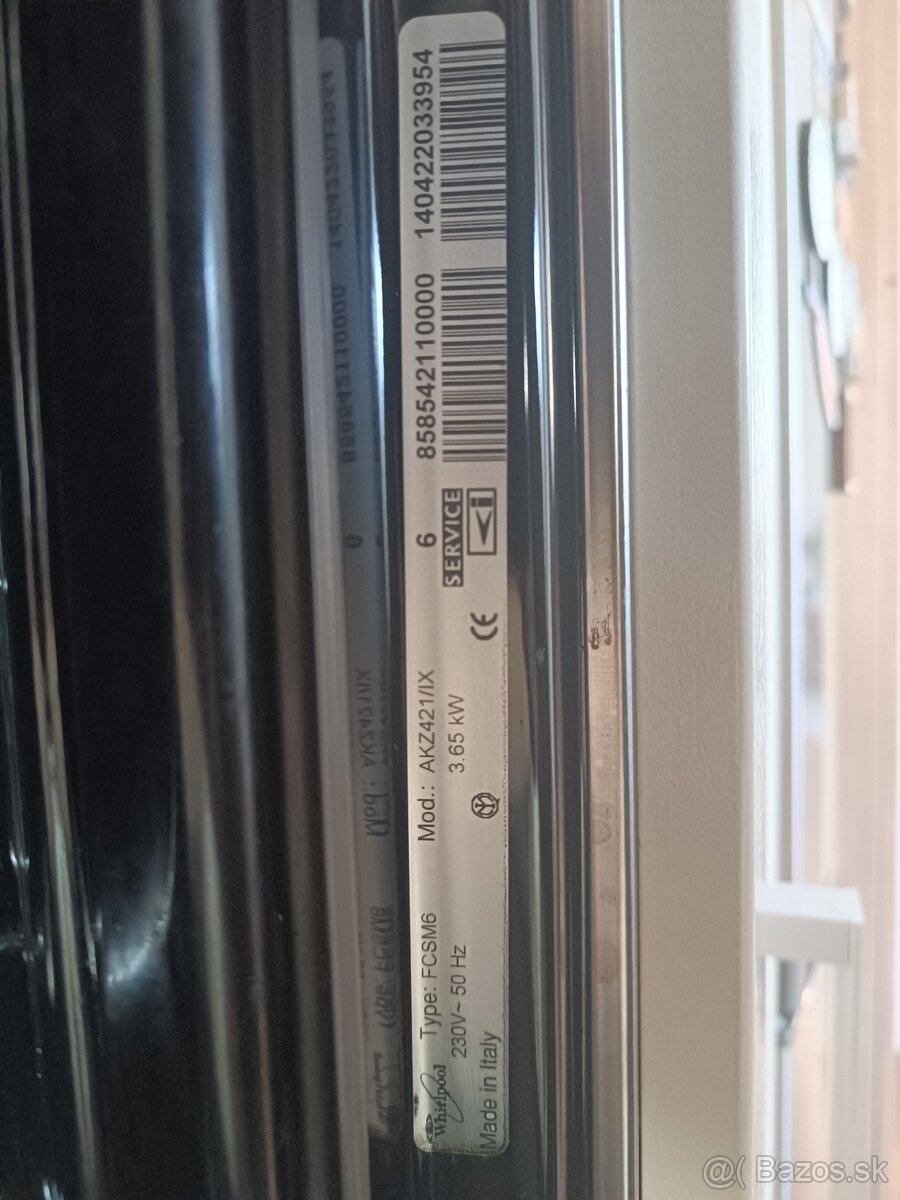 Whirlpool
Type: FCSM6 Mod.: AKZ421/IX 6 858542110000 140422033954
230V~ 50 Hz 3.65 kW SERVICE
Made in Italy CE i
@( Bazos.sk